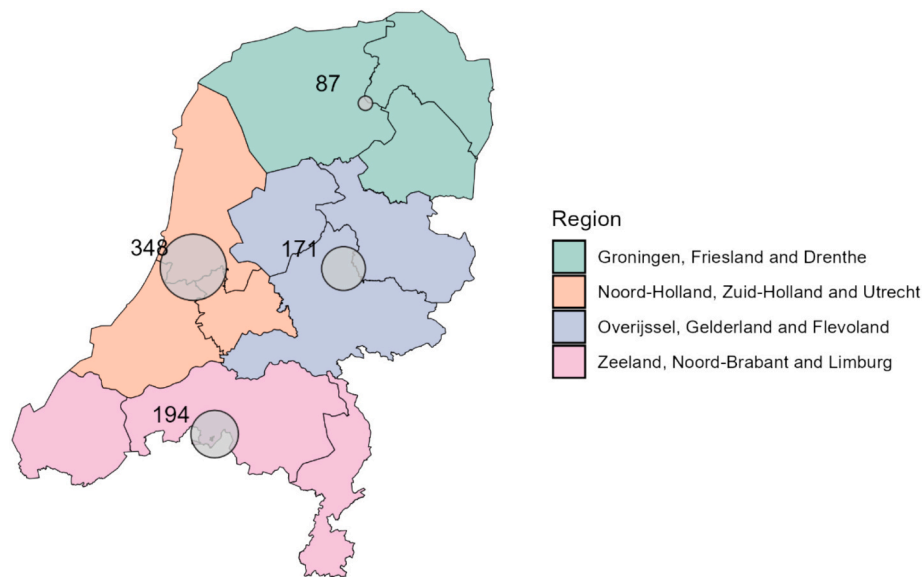 87
348
171
194
Region
Groningen, Friesland and Drenthe
Noord-Holland, Zuid-Holland and Utrecht
Overijssel, Gelderland and Flevoland
Zeeland, Noord-Brabant and Limburg